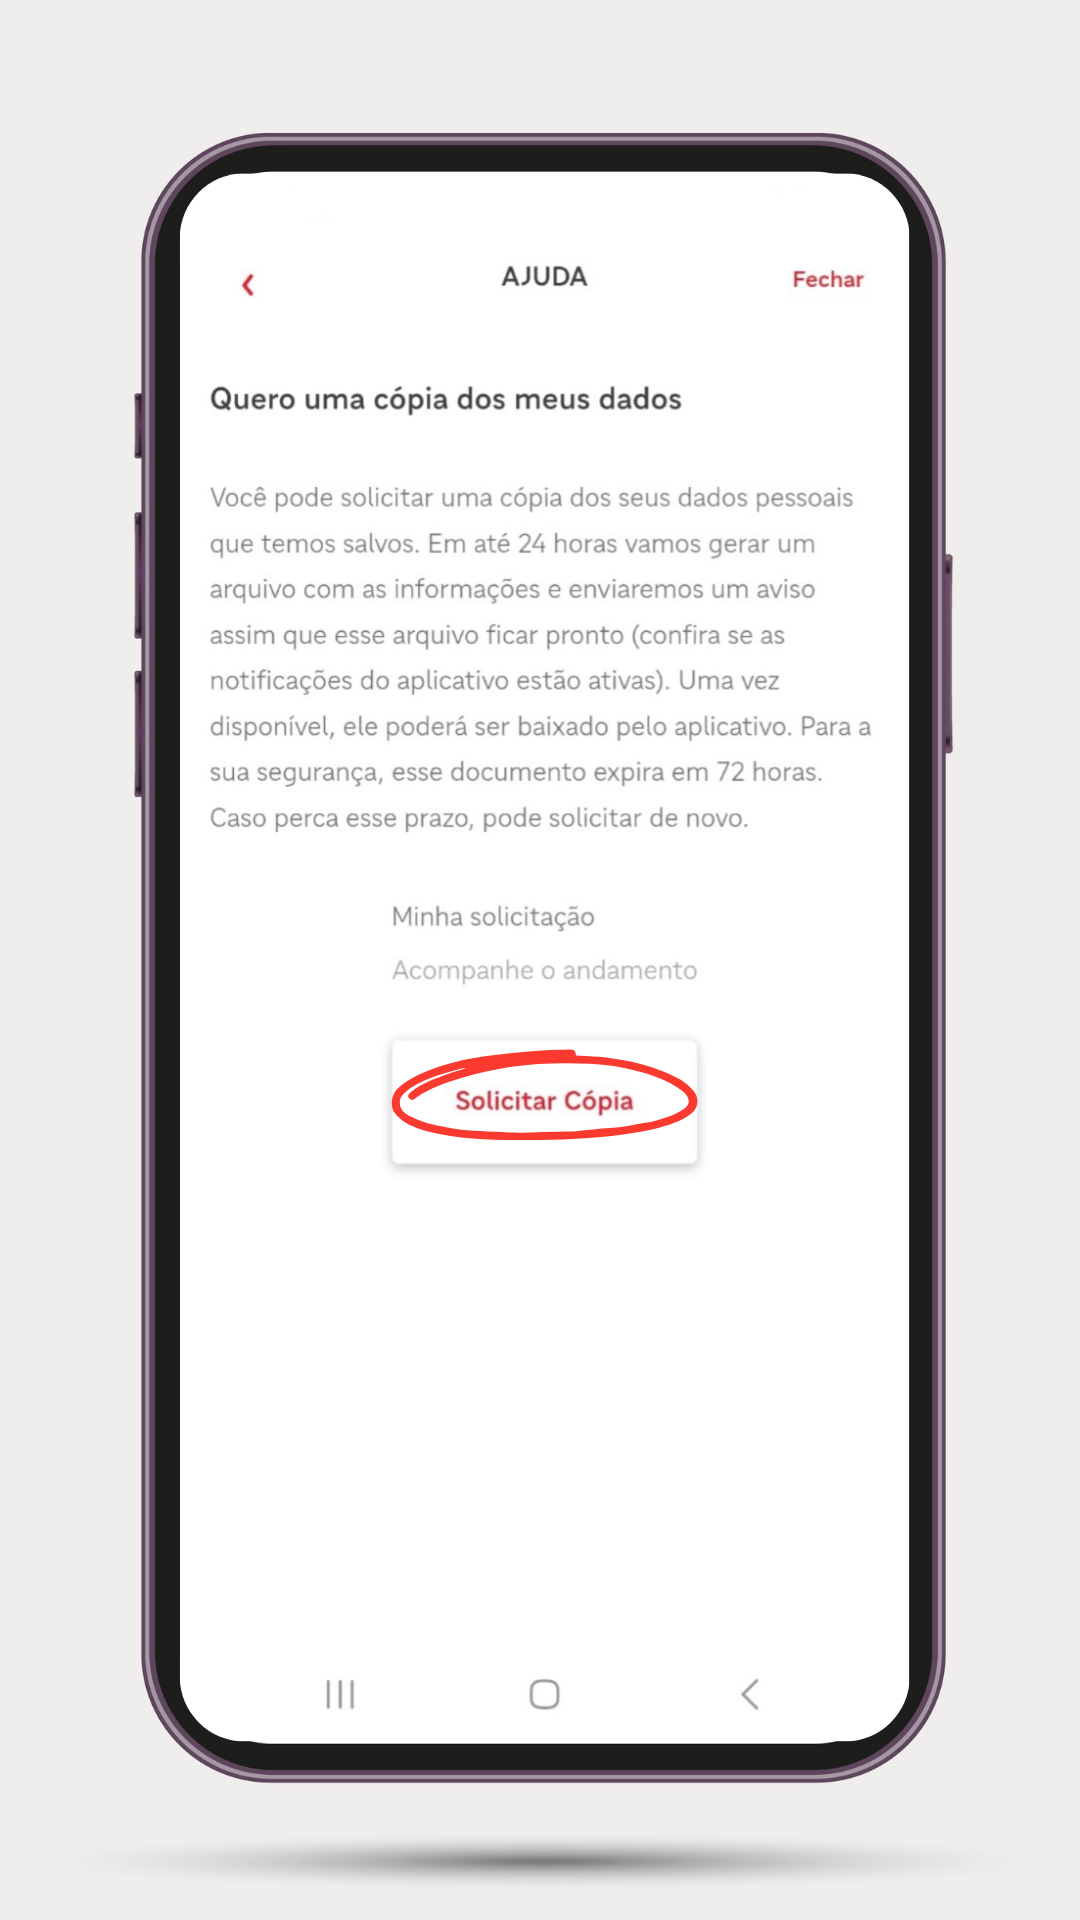 AJUDA
Fechar
Quero uma cópia dos meus dados
Você pode solicitar uma cópia dos seus dados pessoais
que temos salvos. Em até 24 horas vamos gerar um
arquivo com as informações e enviaremos um aviso
assim que esse arquivo ficar pronto (confira se as
notificações do aplicativo estão ativas). Uma vez
disponível, ele poderá ser baixado pelo aplicativo. Para a
sua segurança, esse documento expira em 72 horas.
Caso perca esse prazo, pode solicitar de novo.
Minha solicitação
Acompanhe o andamento
Solicitar Cópia